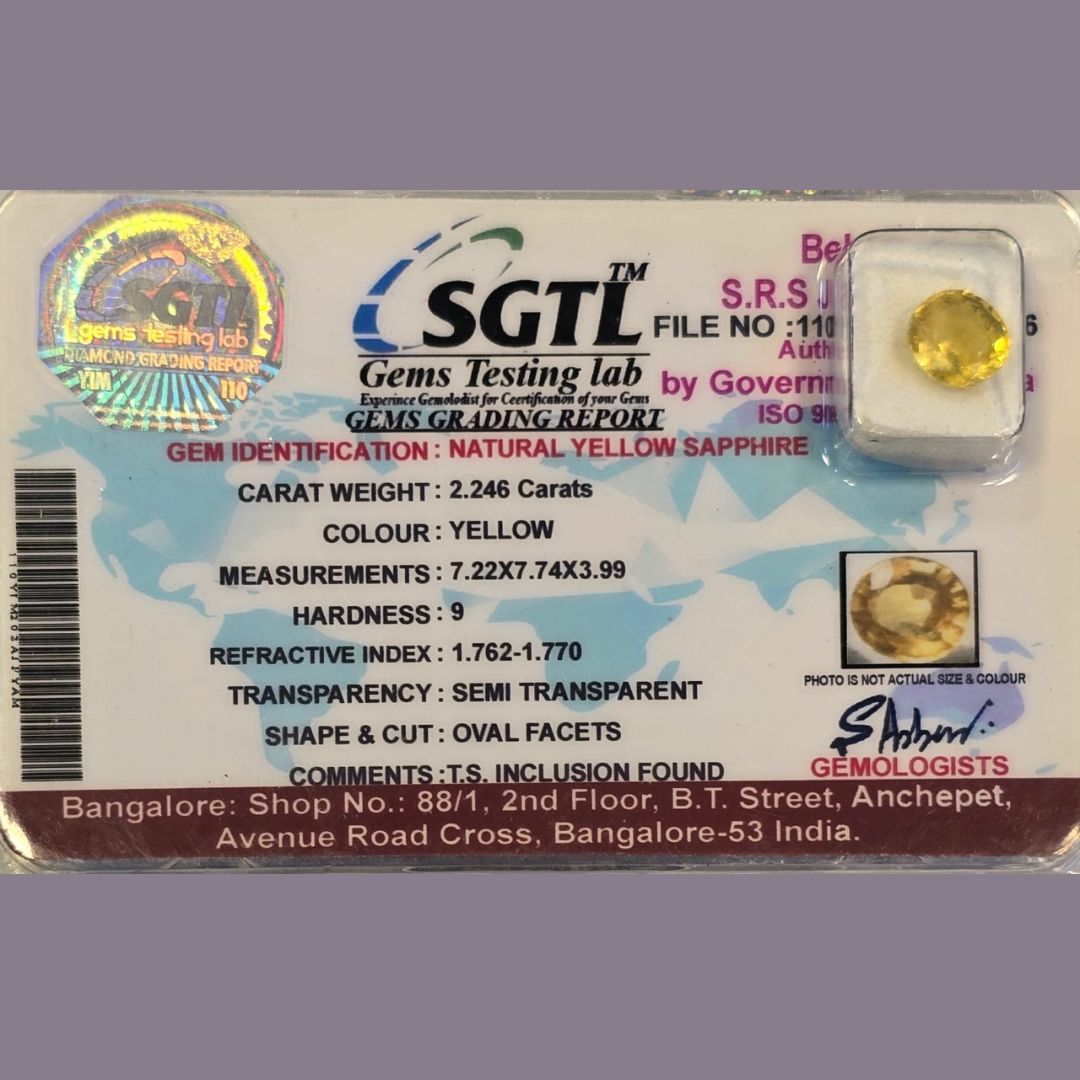 SGTL
gems testing lab
DIAMOND GRADING REPORT
YIM 110
SGTL™
Gems Testing lab
Experince Gemolodist for Ceertification of your Gems
GEMS GRADING REPORT
S.R.S
FILE NO :110
by
ISO
GEM IDENTIFICATION : NATURAL YELLOW SAPPHIRE
CARAT WEIGHT : 2.246 Carats
COLOUR : YELLOW
MEASUREMENTS : 7.22X7.74X3.99
HARDNESS : 9
REFRACTIVE INDEX : 1.762-1.770
TRANSPARENCY : SEMI TRANSPARENT
SHAPE & CUT : OVAL FACETS
COMMENTS :T.S. INCLUSION FOUND
PHOTO IS NOT ACTUAL SIZE & COLOUR
GEMOLOGISTS
Bangalore: Shop No.: 88/1, 2nd Floor, B.T. Street, Anchepet,
Avenue Road Cross, Bangalore-53 India.